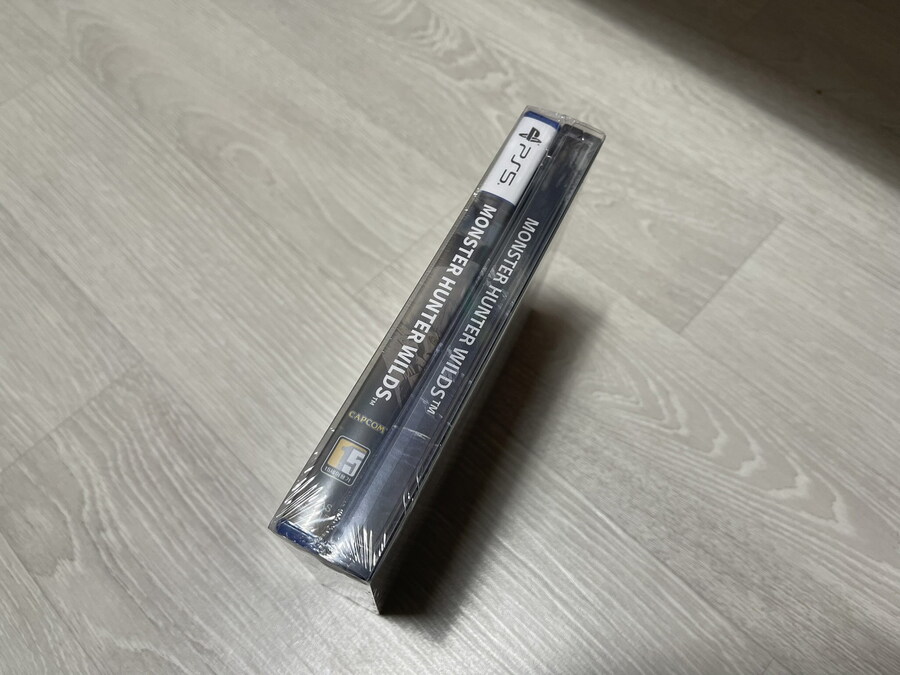 PS5
MONSTER HUNTER WILDS™
CAPCOM
15
MONSTER HUNTER WILDS™